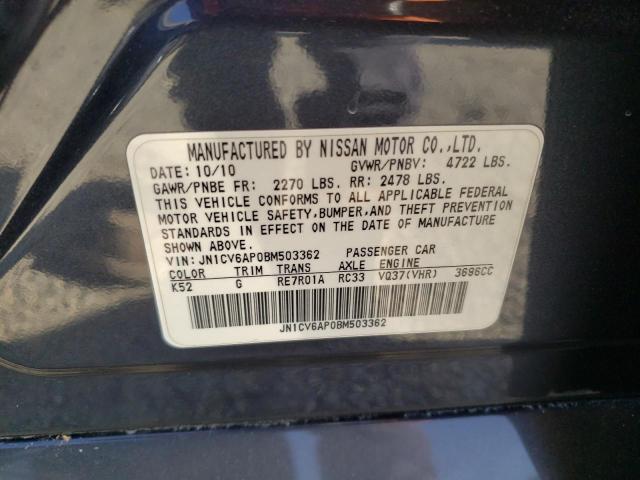 MANUFACTURED BY NISSAN MOTOR CO.,LTD.
DATE: 10/10 GVWR/PNBV: 4722 LBS.
GAWR/PNBE FR: 2270 LBS. RR: 2478 LBS.
THIS VEHICLE CONFORMS TO ALL APPLICABLE FEDERAL
MOTOR VEHICLE SAFETY,BUMPER,AND THEFT PREVENTION
STANDARDS IN EFFECT ON THE DATE OF MANUFACTURE
SHOWN ABOVE.
VIN: JN1CV6AP0BM503362 PASSENGER CAR
COLOR TRIM TRANS AXLE ENGINE
K52 G RE7R01A RC33 VQ37(VHR) 3696CC
JN1CV6AP0BM503362